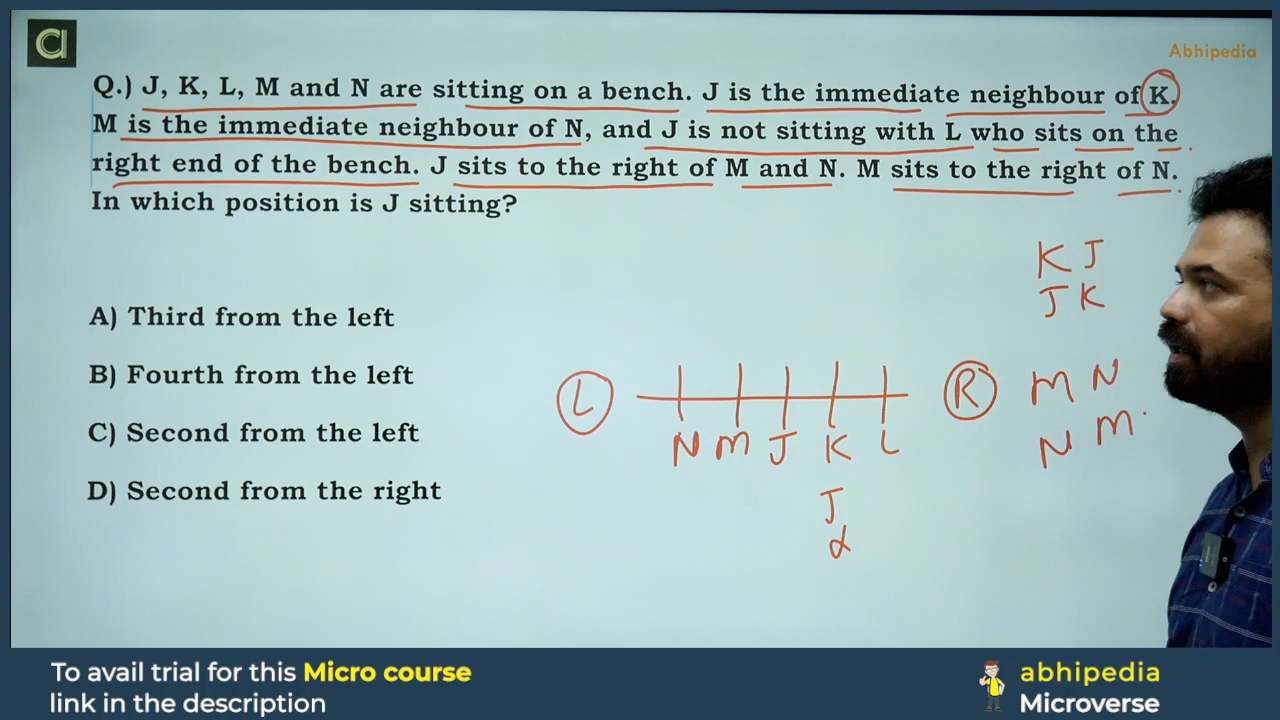 Abhipedia
Q.) J, K, L, M and N are sitting on a bench. J is the immediate neighbour of K.
M is the immediate neighbour of N, and J is not sitting with L who sits on the
right end of the bench. J sits to the right of M and N. M sits to the right of N.
In which position is J sitting?
K J
J K
A) Third from the left
B) Fourth from the left
C) Second from the left
D) Second from the right
L
R
M N
N M
N M J K L
J
To avail trial for this Micro course
link in the description
abhipedia
Microverse